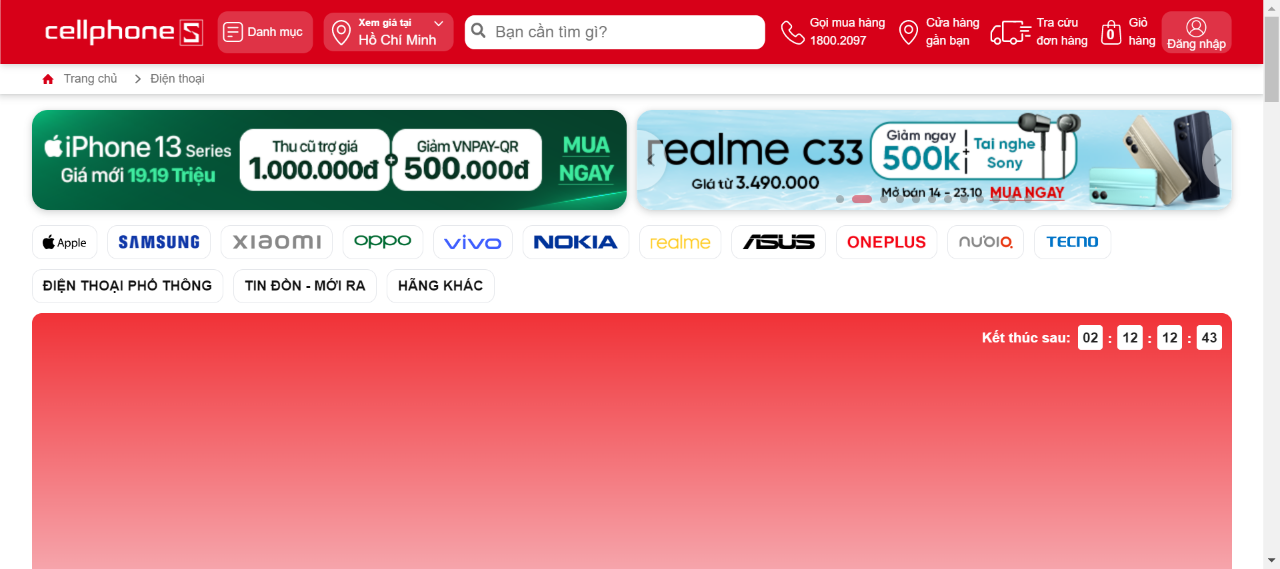 cellphone S
Danh mục
Xem giá tại
Hồ Chí Minh
Bạn cần tìm gì?
Gọi mua hàng
1800.2097
Cửa hàng
gần bạn
Tra cứu
đơn hàng
0
Giỏ
hàng
Đăng nhập
Trang chủ
Điện thoại
iPhone 13 Series
Giá mới 19.19 Triệu
Thu cũ trợ giá
1.000.000đ
+
Giảm VNPAY-QR
500.000đ
MUA
NGAY
realme C33
Giá từ 3.490.000
Giảm ngay
500k
+
Tai nghe
Sony
Mở bán 14 - 23.10 MUA NGAY
Apple
SAMSUNG
xiaomi
oppo
vivo
NOKIA
realme
ASUS
ONEPLUS
nubia
TECNO
ĐIỆN THOẠI PHỔ THÔNG
TIN ĐỒN - MỚI RA
HÃNG KHÁC
Kết thúc sau: 02 : 12 : 12 : 43